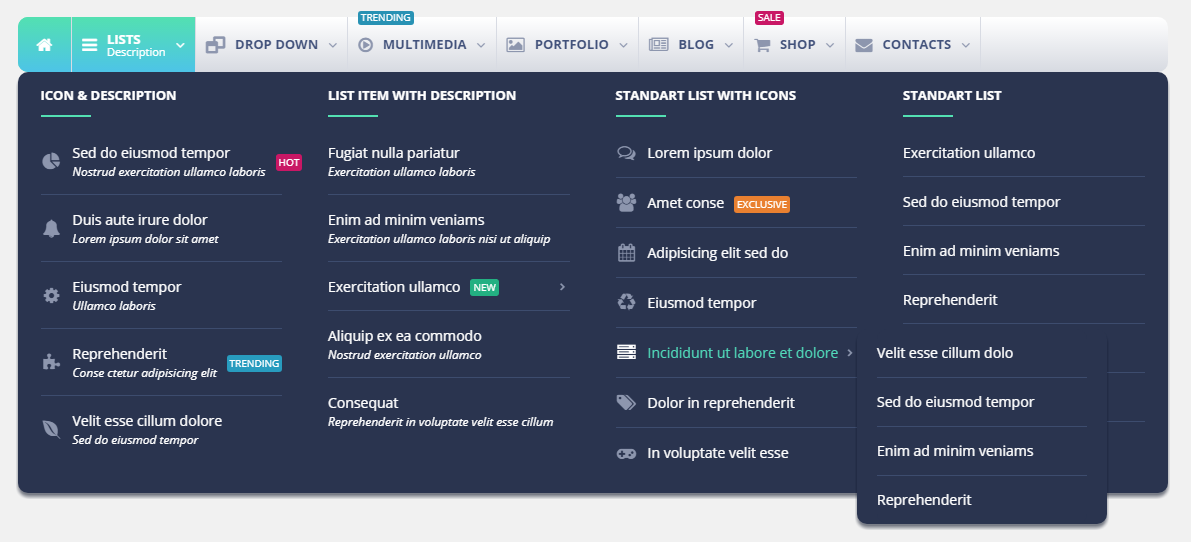 TRENDING
SALE
LISTS
Description
DROP DOWN
MULTIMEDIA
PORTFOLIO
BLOG
SHOP
CONTACTS
ICON & DESCRIPTION
Sed do eiusmod tempor
Nostrud exercitation ullamco laboris
HOT
Duis aute irure dolor
Lorem ipsum dolor sit amet
Eiusmod tempor
Ullamco laboris
Reprehenderit
Conse ctetur adipisicing elit
TRENDING
Velit esse cillum dolore
Sed do eiusmod tempor
LIST ITEM WITH DESCRIPTION
Fugiat nulla pariatur
Exercitation ullamco laboris
Enim ad minim veniams
Exercitation ullamco laboris nisi ut aliquip
Exercitation ullamco NEW
Aliquip ex ea commodo
Nostrud exercitation ullamco
Consequat
Reprehenderit in voluptate velit esse cillum
STANDART LIST WITH ICONS
Lorem ipsum dolor
Amet conse EXCLUSIVE
Adipisicing elit sed do
Eiusmod tempor
Incididunt ut labore et dolore
Dolor in reprehenderit
In voluptate velit esse
STANDART LIST
Exercitation ullamco
Sed do eiusmod tempor
Enim ad minim veniams
Reprehenderit
Velit esse cillum dolo
Sed do eiusmod tempor
Enim ad minim veniams
Reprehenderit